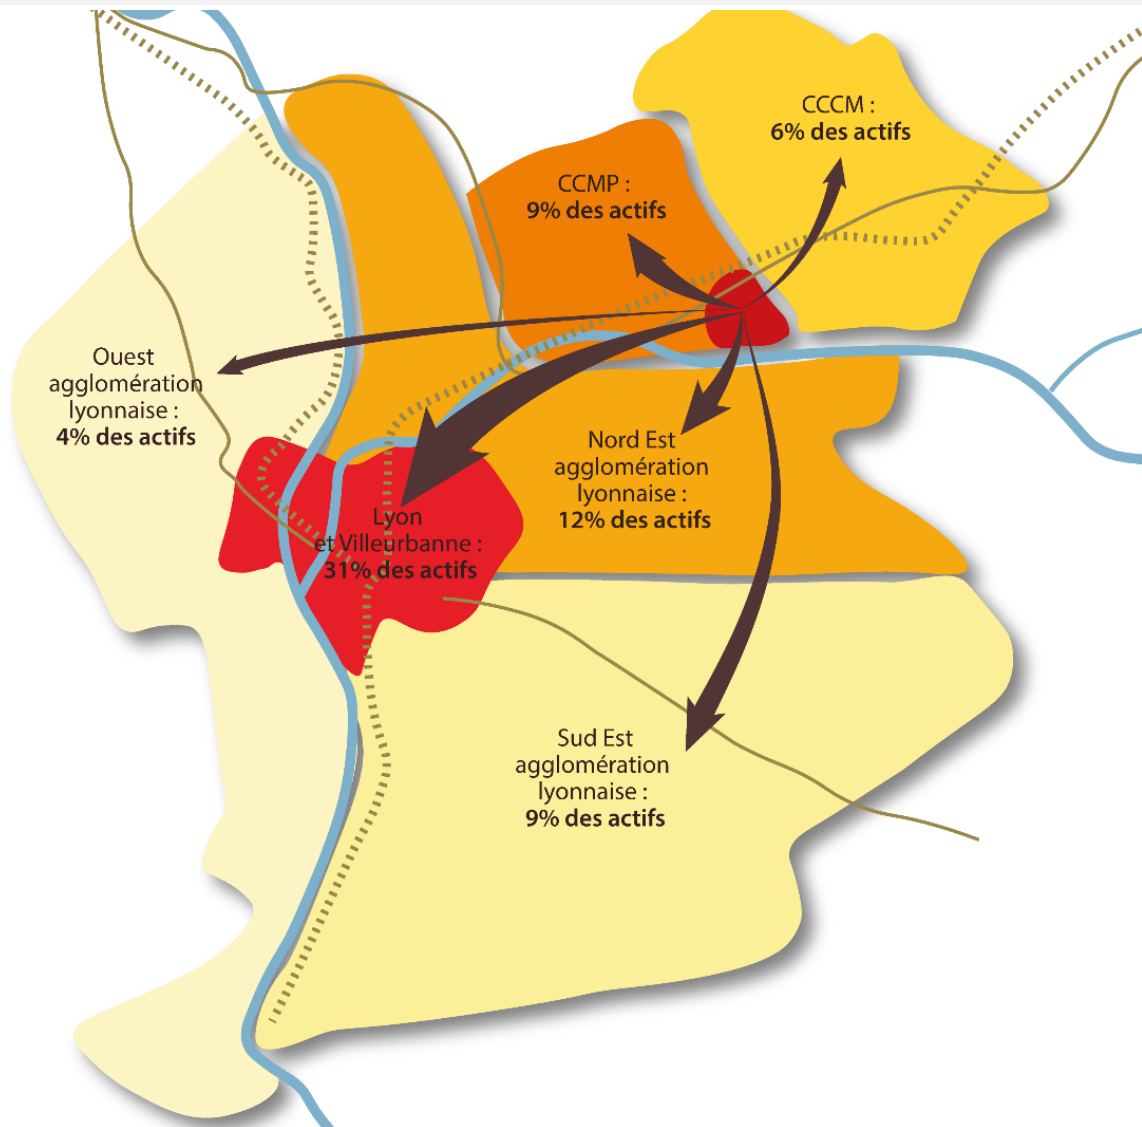 CCCM :
6% des actifs
CCMP :
9% des actifs
Ouest
agglomération
lyonnaise :
4% des actifs
Nord Est
agglomération
lyonnaise :
12% des actifs
Lyon
et Villeurbanne :
31% des actifs
Sud Est
agglomération
lyonnaise :
9% des actifs